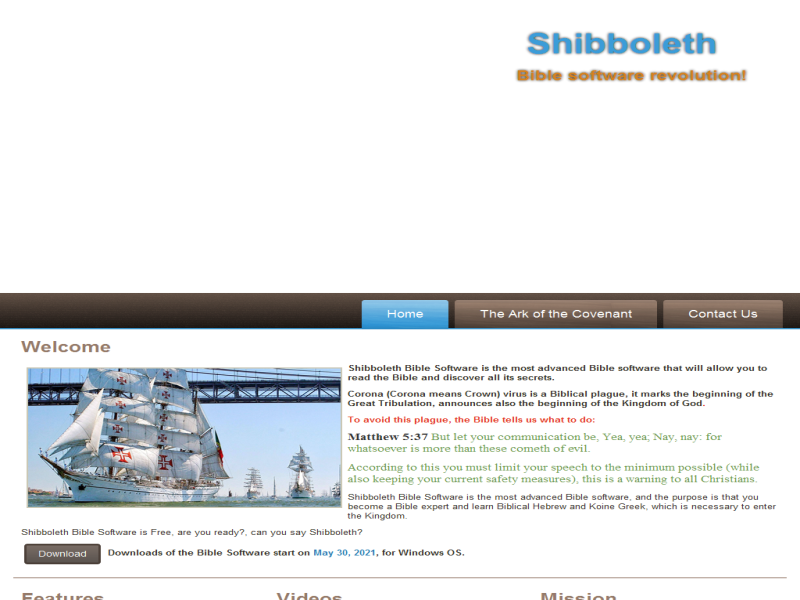 Shibboleth
Bible software revolution!
Home
The Ark of the Covenant
Contact Us
Welcome
Shibboleth Bible Software is the most advanced Bible software that will allow you to
read the Bible and discover all its secrets.
Corona (Corona means Crown) virus is a Biblical plague, it marks the beginning of the
Great Tribulation, announces also the beginning of the Kingdom of God.
To avoid this plague, the Bible tells us what to do:
Matthew 5:37 But let your communication be, Yea, yea; Nay, nay: for
whatsoever is more than these cometh of evil.
According to this you must limit your speech to the minimum possible (while
also keeping your current safety measures), this is a warning to all Christians.
Shibboleth Bible Software is the most advanced Bible software, and the purpose is that you
become a Bible expert and learn Biblical Hebrew and Koine Greek, which is necessary to enter
the Kingdom.
Shibboleth Bible Software is Free, are you ready?, can you say Shibboleth?
Download
Downloads of the Bible Software start on May 30, 2021, for Windows OS.
Features
Videos
Mission